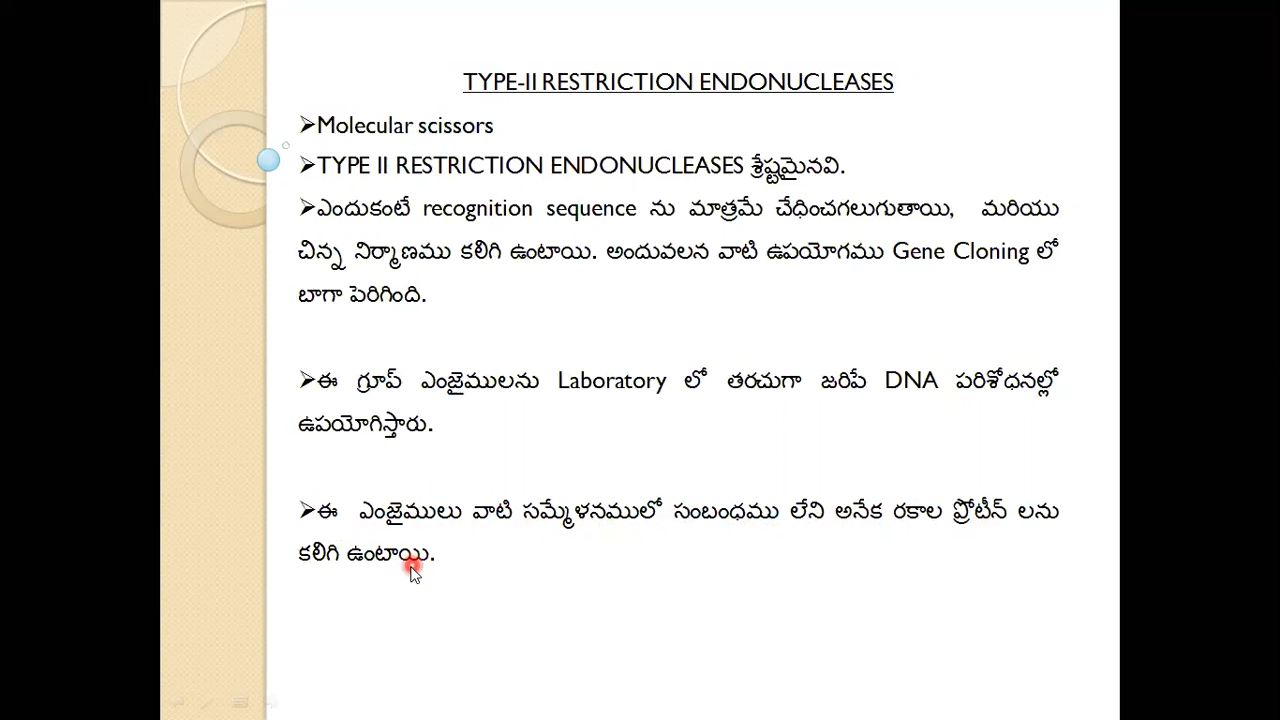 TYPE-II RESTRICTION ENDONUCLEASES
➢Molecular scissors
➢TYPE II RESTRICTION ENDONUCLEASES శ్రేష్టమైనవి.
➢ఎందుకంటే recognition sequence ను మాత్రమే చేధించగలుగుతాయి, మరియు
చిన్న నిర్మాణము కలిగి ఉంటాయి. అందువలన వాటి ఉపయోగము Gene Cloning లో
బాగా పెరిగింది.
➢ఈ గ్రూప్ ఎంజైములను Laboratory లో తరచుగా జరిపే DNA పరిశోధనల్లో
ఉపయోగిస్తారు.
➢ఈ ఎంజైములు వాటి సమ్మేళనములో సంబంధము లేని అనేక రకాల ప్రోటీన్ లను
కలిగి ఉంటాయి.